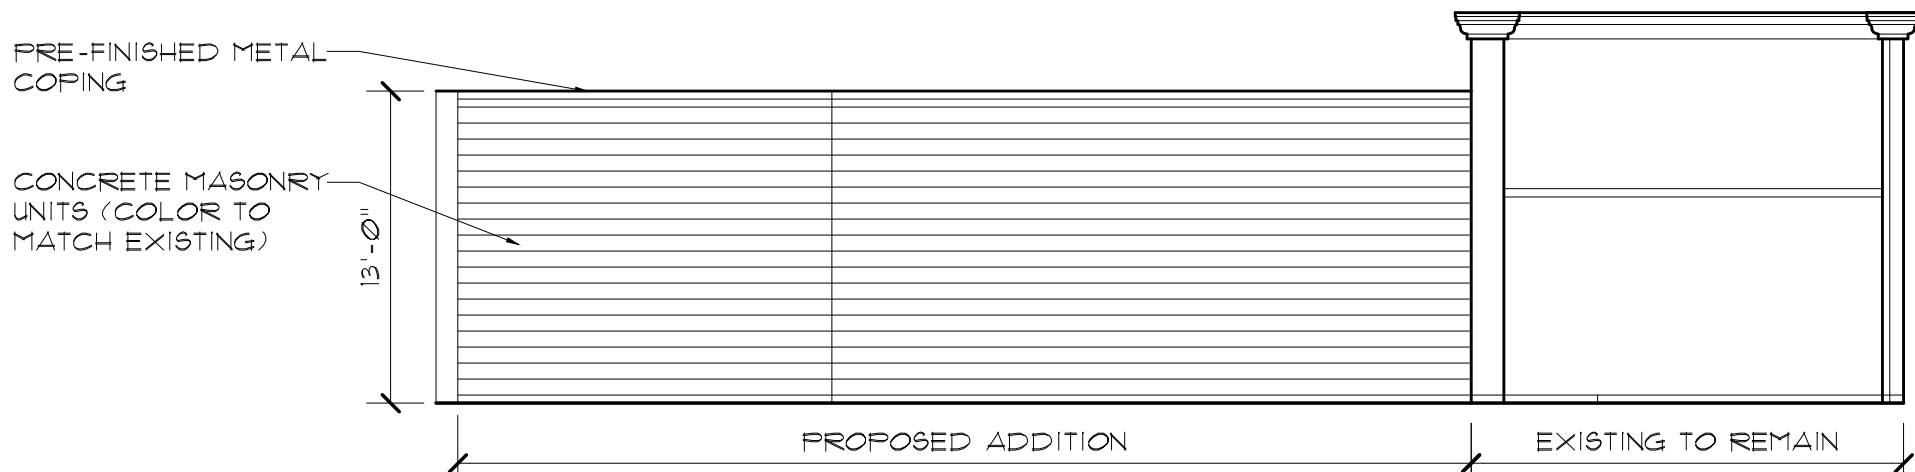 PRE-FINISHED METAL
COPING
CONCRETE MASONRY
UNITS (COLOR TO
MATCH EXISTING)
13'-0"
PROPOSED ADDITION
EXISTING TO REMAIN